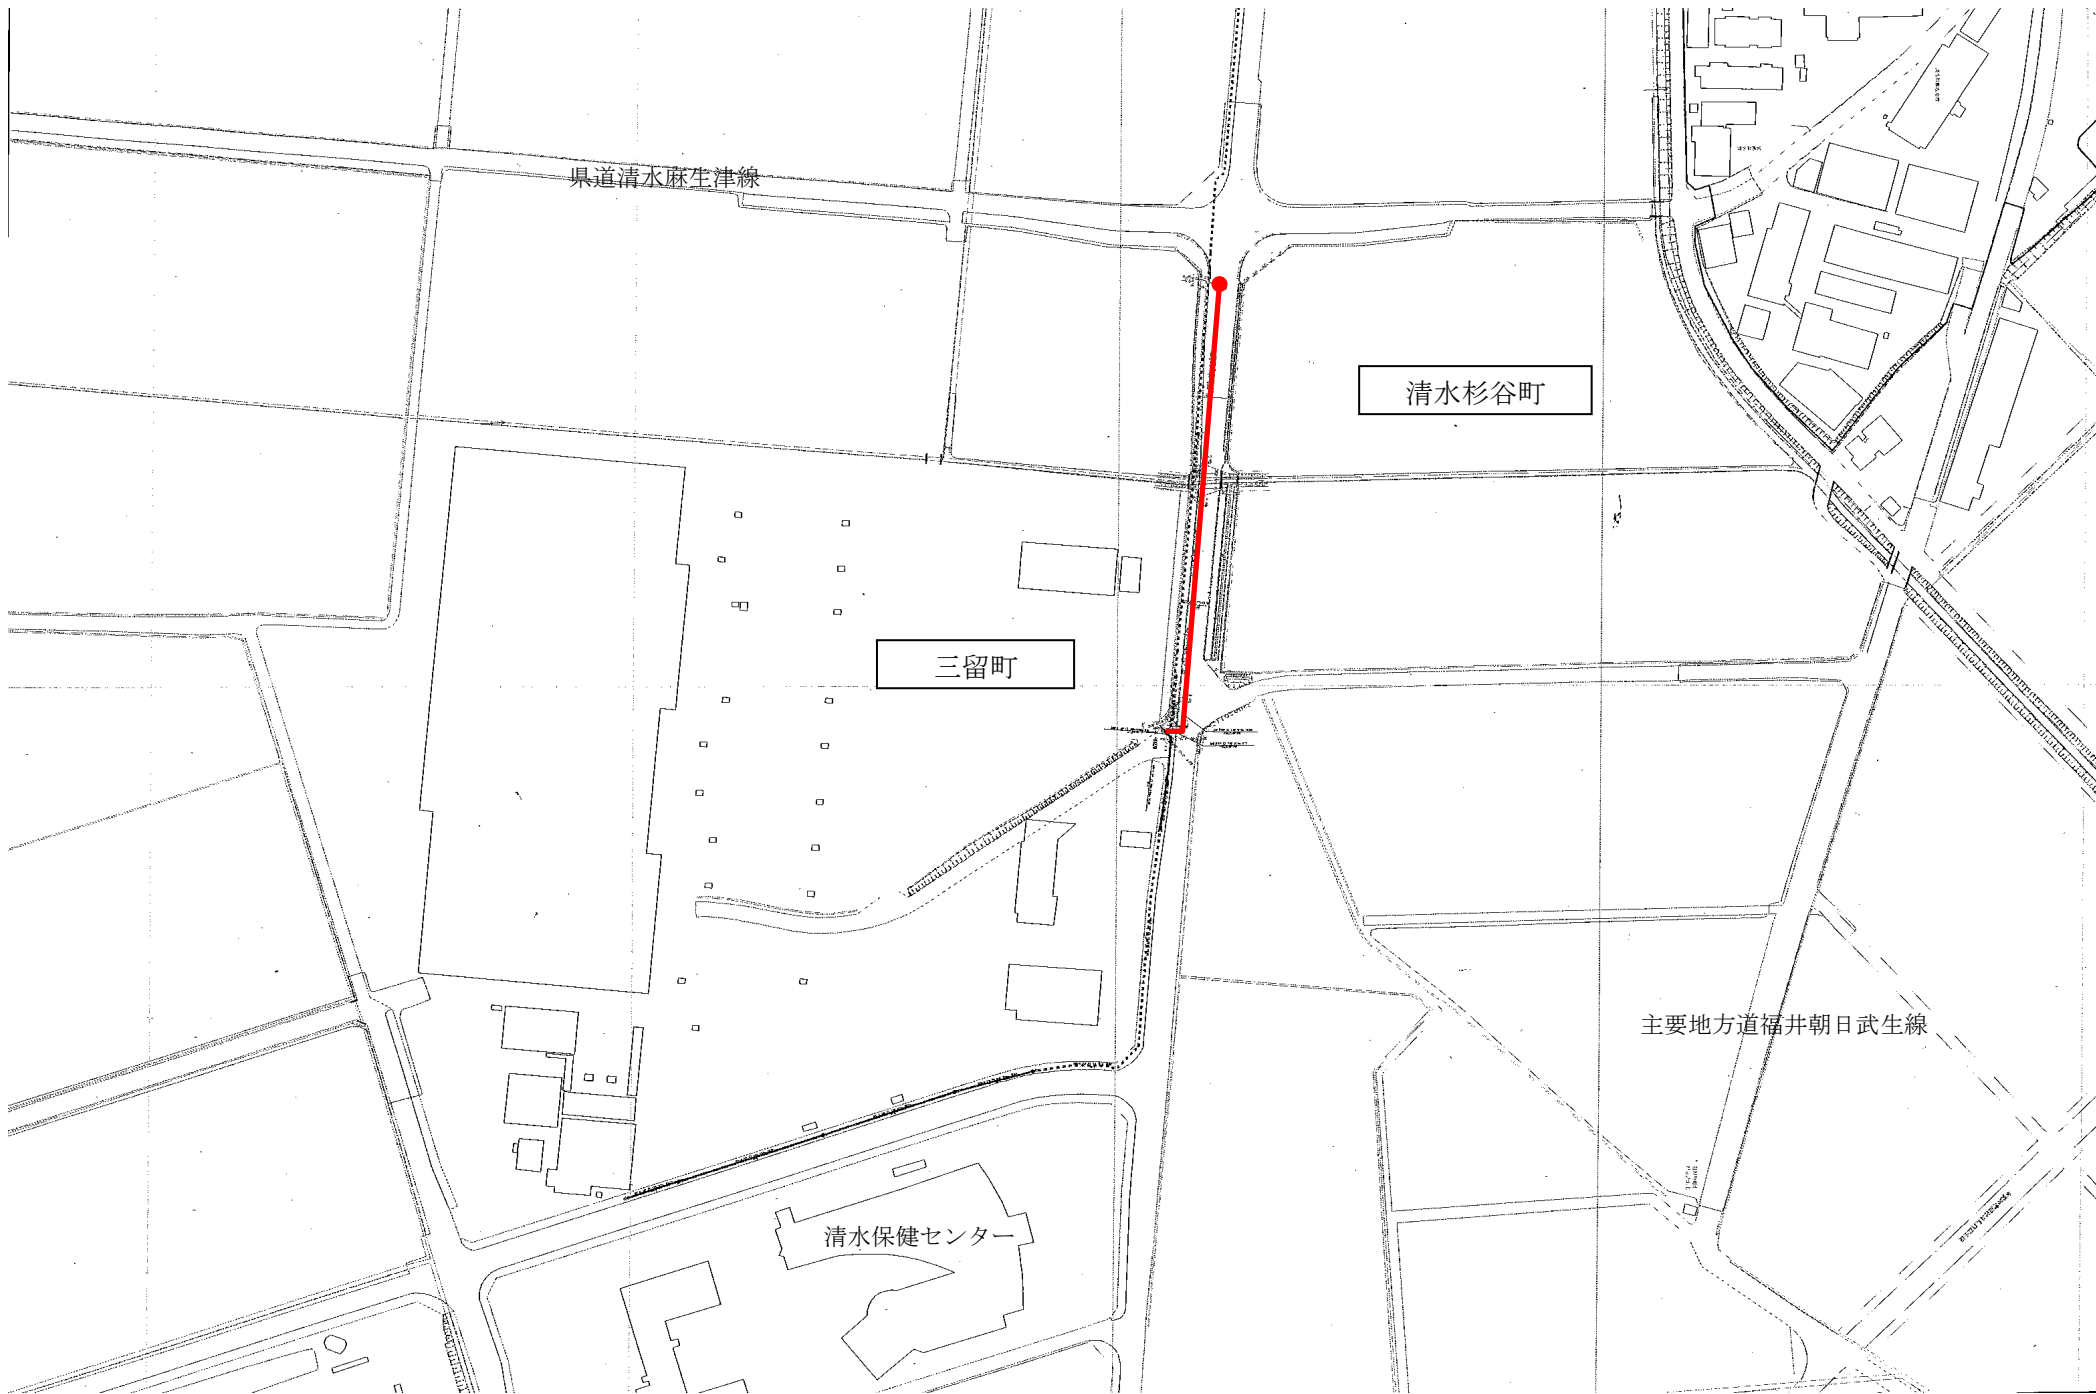 県道清水麻生津線
清水杉谷町
三留町
主要地方道福井朝日武生線
清水保健センター